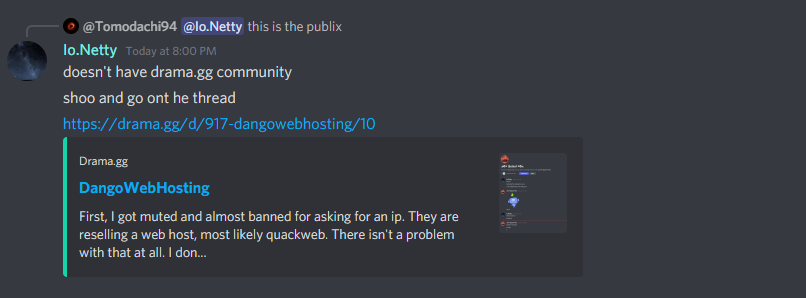 @Tomodachi94 @Io.Netty this is the publix
Io.Netty Today at 8:00 PM
doesn't have drama.gg community
shoo and go ont he thread
https://drama.gg/d/917-dangowebhosting/10
Drama.gg
DangoWebHosting
First, I got muted and almost banned for asking for an ip. They are
reselling a web host, most likely quackweb. There isn't a problem
with that at all. I don...